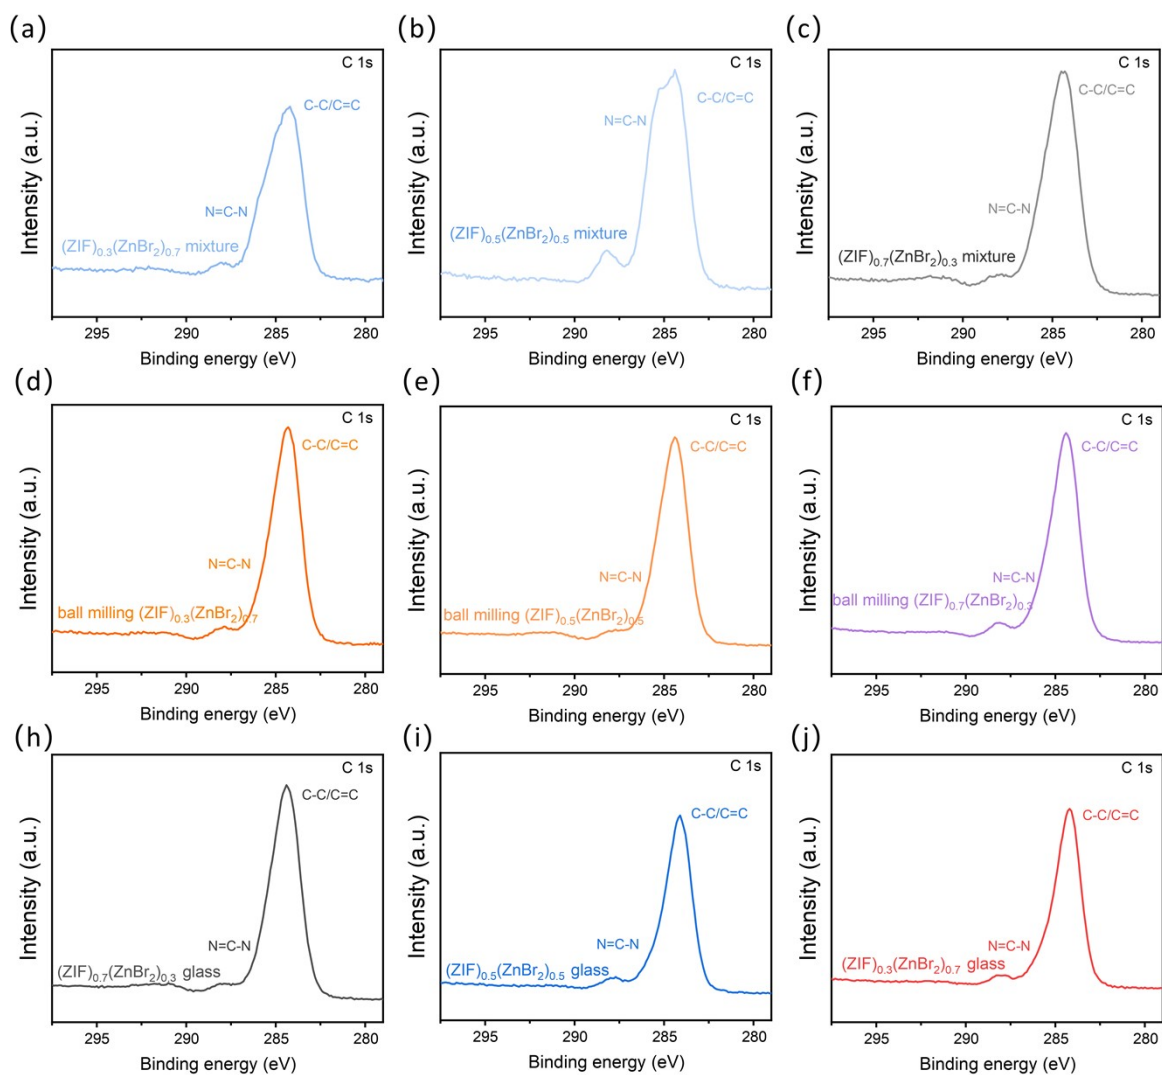 (a)
C 1s
C-C/C=C
N=C-N
(ZIF)0.3(ZnBr2)0.7 mixture
Intensity (a.u.)
295 290 285 280
Binding energy (eV)
(b)
C 1s
C-C/C=C
N=C-N
(ZIF)0.5(ZnBr2)0.5 mixture
Intensity (a.u.)
295 290 285 280
Binding energy (eV)
(c)
C 1s
C-C/C=C
N=C-N
(ZIF)0.7(ZnBr2)0.3 mixture
Intensity (a.u.)
295 290 285 280
Binding energy (eV)
(d)
C 1s
C-C/C=C
N=C-N
ball milling (ZIF)0.3(ZnBr2)0.7
Intensity (a.u.)
295 290 285 280
Binding energy (eV)
(e)
C 1s
C-C/C=C
N=C-N
ball milling (ZIF)0.5(ZnBr2)0.5
Intensity (a.u.)
295 290 285 280
Binding energy (eV)
(f)
C 1s
C-C/C=C
N=C-N
ball milling (ZIF)0.7(ZnBr2)0.3
Intensity (a.u.)
295 290 285 280
Binding energy (eV)
(h)
C 1s
C-C/C=C
N=C-N
(ZIF)0.7(ZnBr2)0.3 glass
Intensity (a.u.)
295 290 285 280
Binding energy (eV)
(i)
C 1s
C-C/C=C
N=C-N
(ZIF)0.5(ZnBr2)0.5 glass
Intensity (a.u.)
295 290 285 280
Binding energy (eV)
(j)
C 1s
C-C/C=C
N=C-N
(ZIF)0.3(ZnBr2)0.7 glass
Intensity (a.u.)
295 290 285 280
Binding energy (eV)